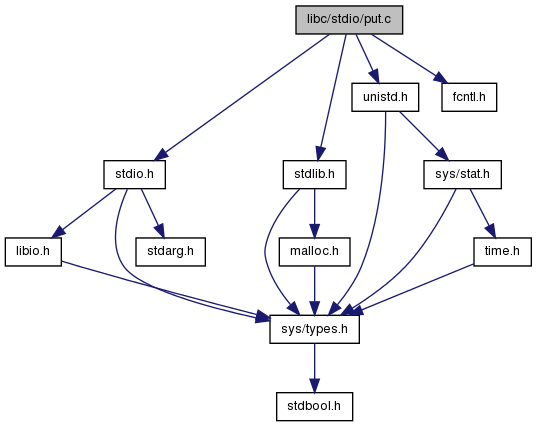 libc/stdio/put.c
unistd.h
fcntl.h
stdio.h
stdlib.h
sys/stat.h
libio.h
stdarg.h
malloc.h
time.h
sys/types.h
stdbool.h